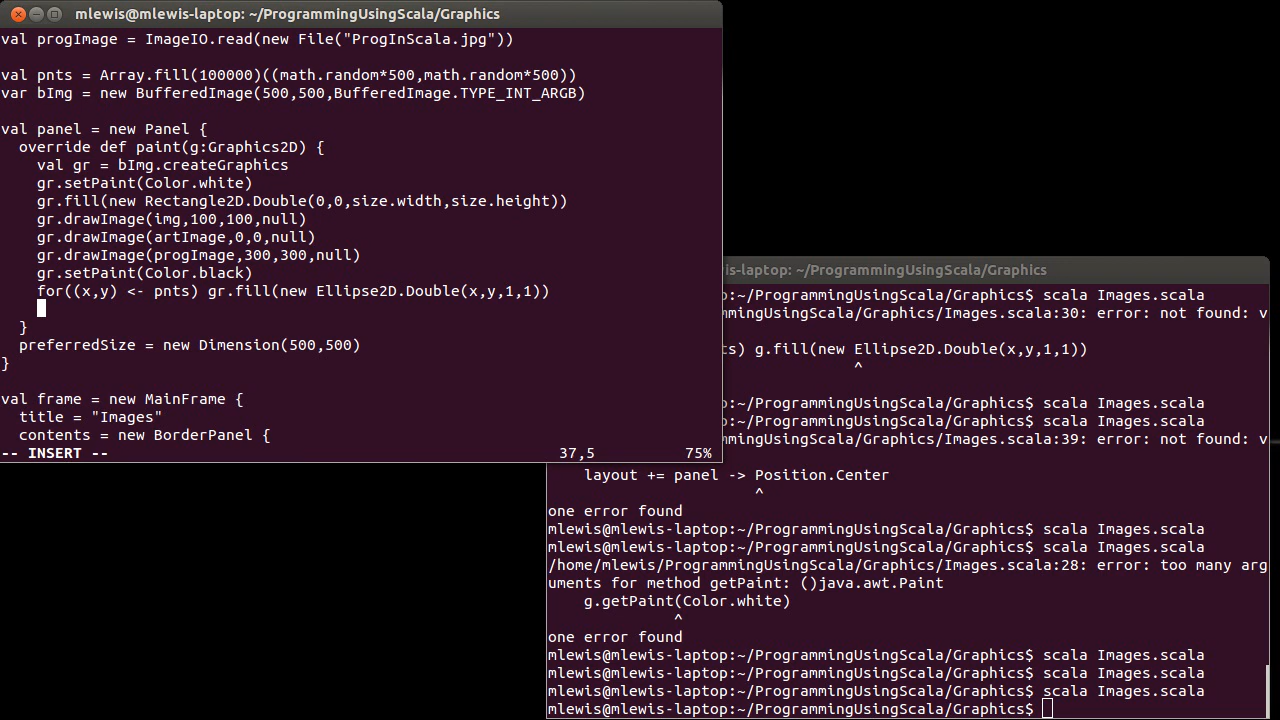 mlewis@mlewis-laptop: ~/ProgrammingUsingScala/Graphics
val progImage = ImageIO.read(new File("ProgInScala.jpg"))
val pnts = Array.fill(100000)((math.random*500,math.random*500))
var bImg = new BufferedImage(500,500,BufferedImage.TYPE_INT_ARGB)
val panel = new Panel {
  override def paint(g:Graphics2D) {
    val gr = bImg.createGraphics
    gr.setPaint(Color.white)
    gr.fill(new Rectangle2D.Double(0,0,size.width,size.height))
    gr.drawImage(img,100,100,null)
    gr.drawImage(artImage,0,0,null)
    gr.drawImage(progImage,300,300,null)
    gr.setPaint(Color.black)
    for((x,y) <- pnts) gr.fill(new Ellipse2D.Double(x,y,1,1))
  }
  preferredSize = new Dimension(500,500)
}
val frame = new MainFrame {
  title = "Images"
  contents = new BorderPanel {
-- INSERT -- 37,5 75%
is-laptop: ~/ProgrammingUsingScala/Graphics
p:~/ProgrammingUsingScala/Graphics$ scala Images.scala
mmingUsingScala/Graphics/Images.scala:30: error: not found: v
ts) g.fill(new Ellipse2D.Double(x,y,1,1))
^
p:~/ProgrammingUsingScala/Graphics$ scala Images.scala
p:~/ProgrammingUsingScala/Graphics$ scala Images.scala
mmingUsingScala/Graphics/Images.scala:39: error: not found: v
    layout += panel -> Position.Center
^
one error found
mlewis@mlewis-laptop:~/ProgrammingUsingScala/Graphics$ scala Images.scala
mlewis@mlewis-laptop:~/ProgrammingUsingScala/Graphics$ scala Images.scala
/home/mlewis/ProgrammingUsingScala/Graphics/Images.scala:28: error: too many arg
uments for method getPaint: ()java.awt.Paint
    g.getPaint(Color.white)
^
one error found
mlewis@mlewis-laptop:~/ProgrammingUsingScala/Graphics$ scala Images.scala
mlewis@mlewis-laptop:~/ProgrammingUsingScala/Graphics$ scala Images.scala
mlewis@mlewis-laptop:~/ProgrammingUsingScala/Graphics$ scala Images.scala
mlewis@mlewis-laptop:~/ProgrammingUsingScala/Graphics$